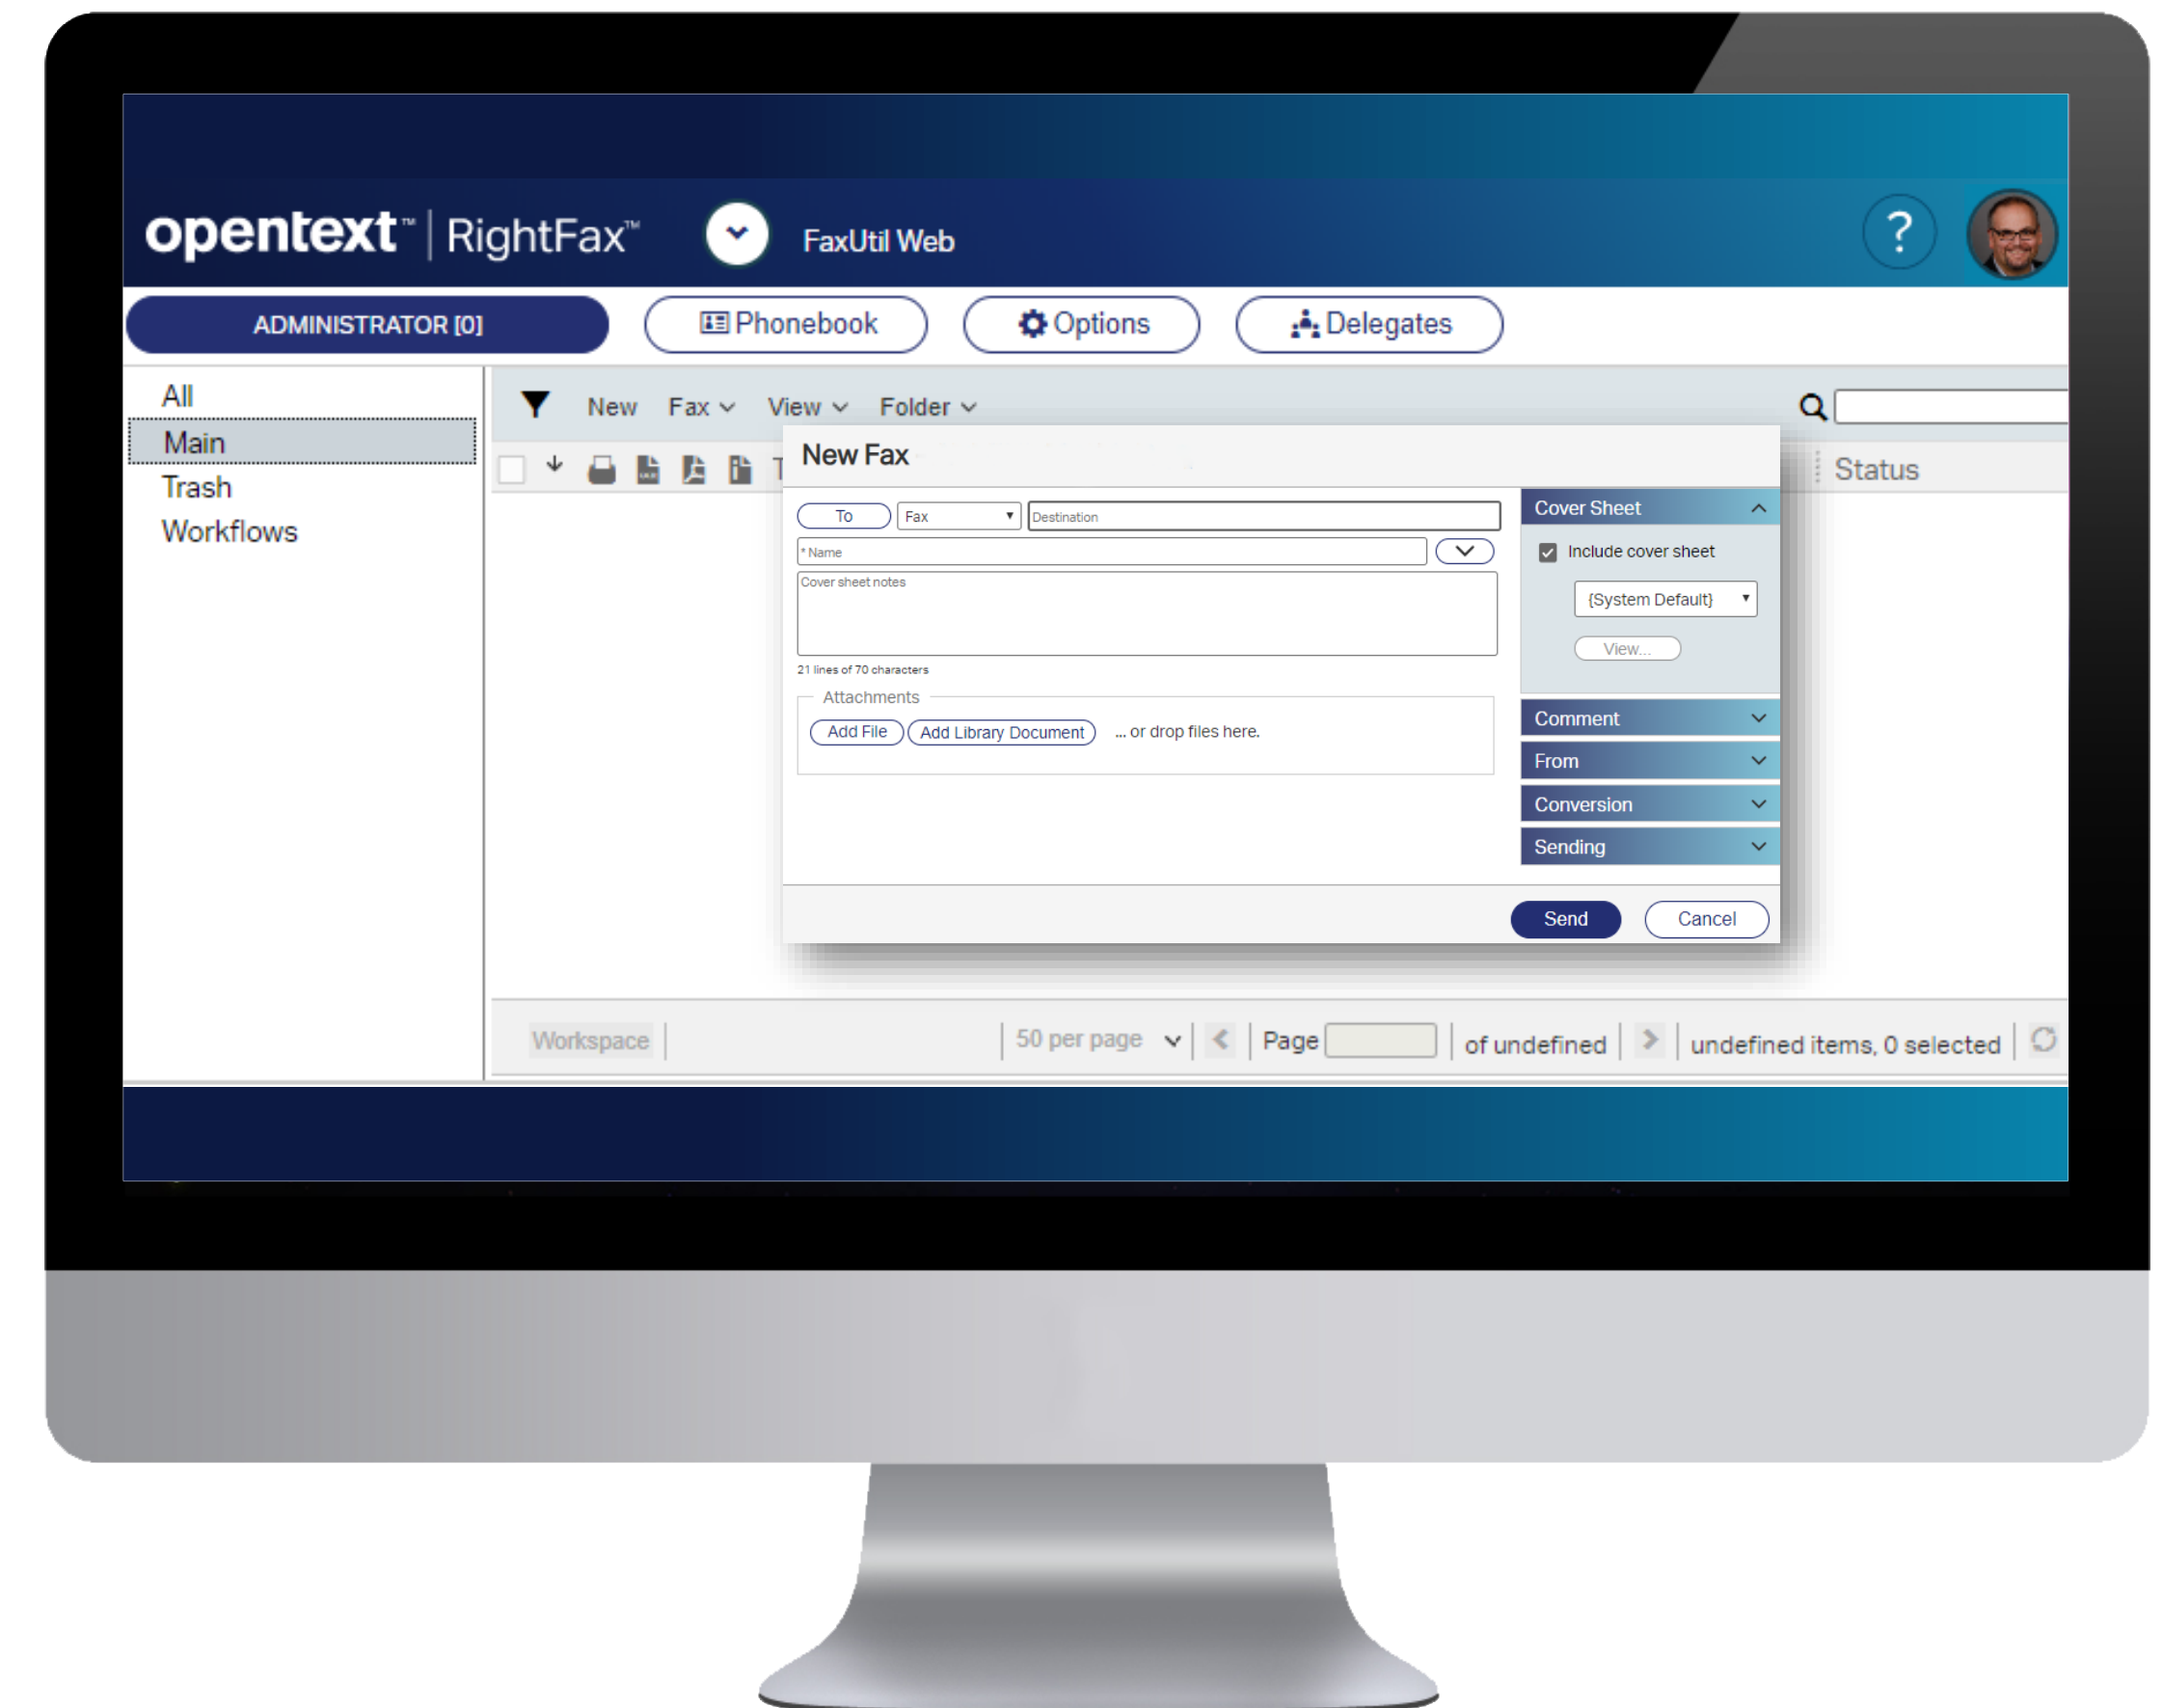 opentext™ | RightFax™ FaxUtil Web ?
ADMINISTRATOR [0] Phonebook Options Delegates
All
Main
Trash
Workflows
New Fax View Folder
Status
New Fax
To Fax Destination
* Name
Cover sheet notes
21 lines of 70 characters
Attachments
Add File Add Library Document ... or drop files here.
Cover Sheet
Include cover sheet
{System Default}
View...
Comment
From
Conversion
Sending
Send Cancel
Workspace 50 per page Page of undefined undefined items, 0 selected